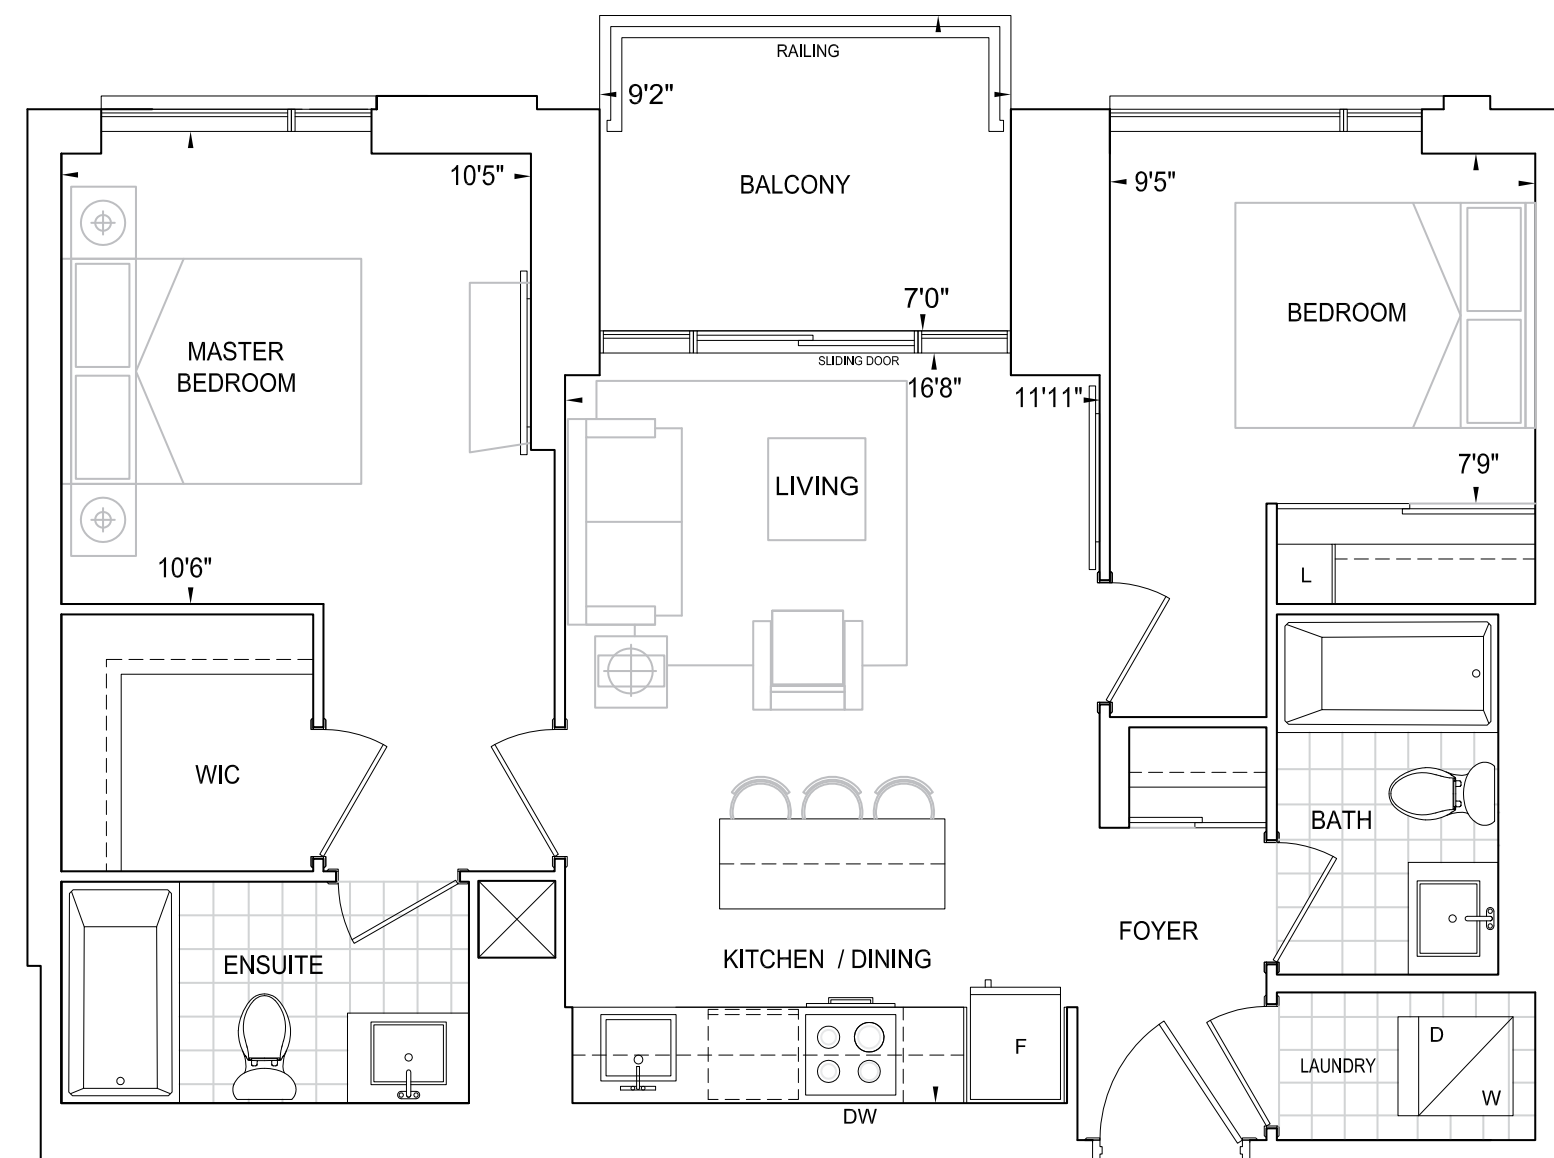 RAILING
9'2"
10'5"
BALCONY
9'5"
7'0"
BEDROOM
MASTER
BEDROOM
SLIDING DOOR
16'8"
11'11"
7'9"
LIVING
10'6"
L
WIC
BATH
FOYER
KITCHEN / DINING
ENSUITE
F
D
LAUNDRY
W
DW